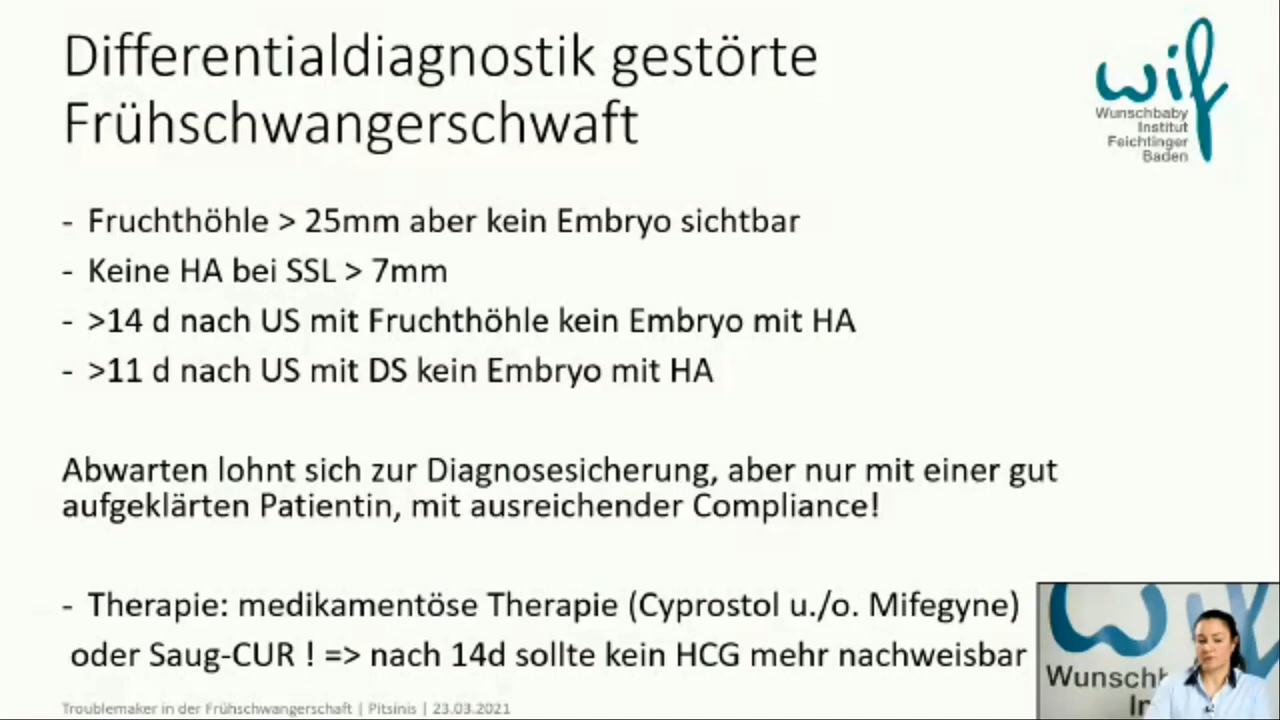 Differentialdiagnostik gestörte
Frühschwangerschwaft
wif
Wunschbaby
Institut
Feichtinger
Baden
- Fruchthöhle > 25mm aber kein Embryo sichtbar
- Keine HA bei SSL > 7mm
- >14 d nach US mit Fruchthöhle kein Embryo mit HA
- >11 d nach US mit DS kein Embryo mit HA
Abwarten lohnt sich zur Diagnosesicherung, aber nur mit einer gut
aufgeklärten Patientin, mit ausreichender Compliance!
- Therapie: medikamentöse Therapie (Cyprostol u./o. Mifegyne)
oder Saug-CUR ! => nach 14d sollte kein HCG mehr nachweisbar
Troublemaker in der Frühschwangerschaft | Pitsinis | 23.03.2021